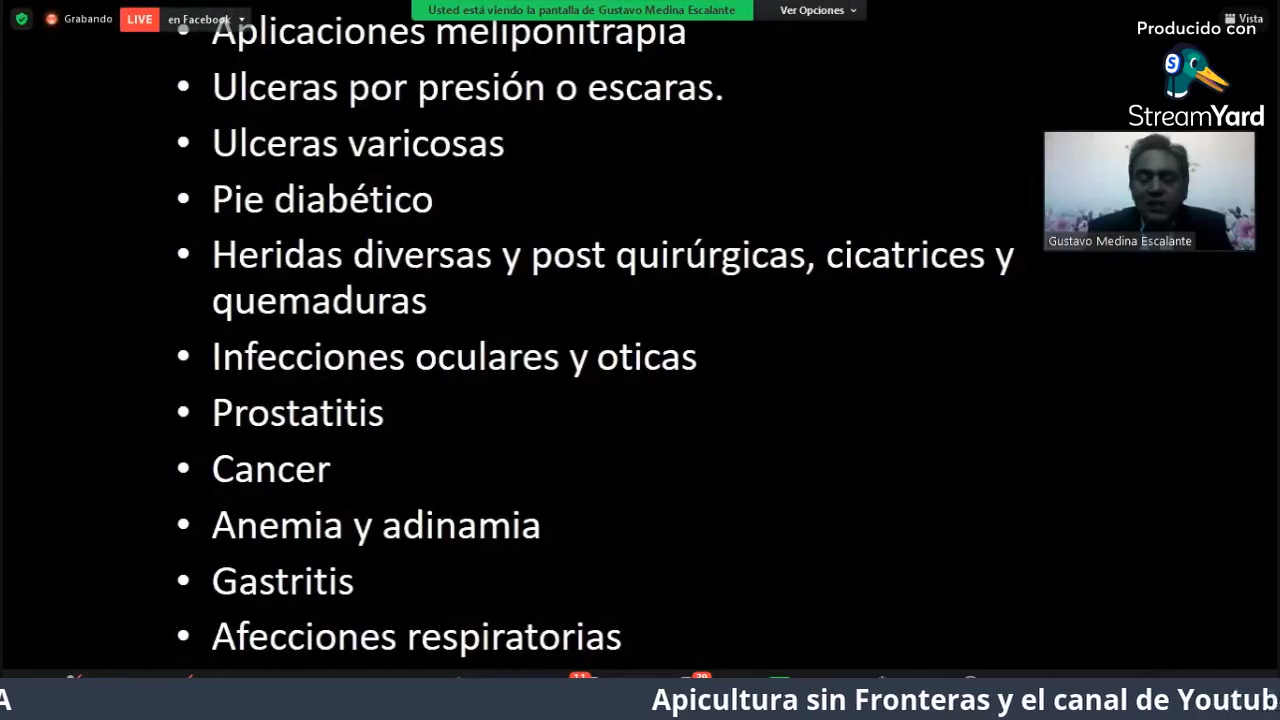 Grabando
LIVE
en Facebook
Usted está viendo la pantalla de Gustavo Medina Escalante
Ver Opciones
Vista
Producido con
S
StreamYard
Gustavo Medina Escalante
• Aplicaciones meliponitrapia
• Ulceras por presión o escaras.
• Ulceras varicosas
• Pie diabético
• Heridas diversas y post quirúrgicas, cicatrices y
quemaduras
• Infecciones oculares y oticas
• Prostatitis
• Cancer
• Anemia y adinamia
• Gastritis
• Afecciones respiratorias
A
Apicultura sin Fronteras y el canal de Youtub